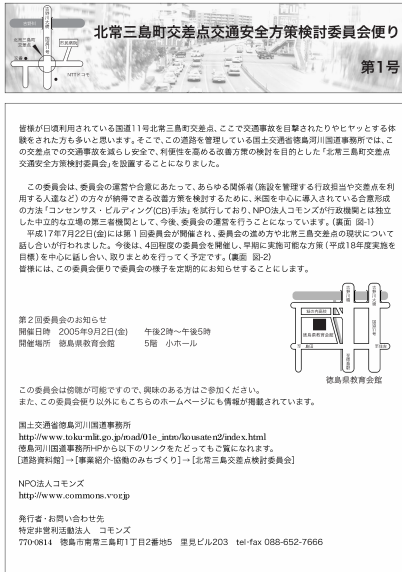 北常三島町交差点交通安全方策検討委員会便り
第1号
皆様が日頃利用されている国道11号北常三島町交差点、ここで交通事故を目撃されたりヒヤッとする体
験をされた方も多いと思います。そこで、この道路を管理している国土交通省徳島河川国道事務所では、こ
の交差点での交通事故を減らし安全で、利便性を高める改善方策の検討を目的とした「北常三島町交差点
交通安全方策検討委員会」を設置することになりました。
この委員会は、委員会の運営や合意にあたって、あらゆる関係者(施設を管理する行政担当や交差点を利
用する人達など)の方々が納得できる改善方策を検討するために、米国を中心に導入されている合意形成
の方法「コンセンサス・ビルディング(CB)手法」を試行しており、NPO法人コモンズが行政機関とは独立
した中立的な立場の第三者機関として、今後、委員会の運営を行うことになっています。(裏面 図-1)
平成17年7月22日(金)には第1回委員会が開催され、委員会の進め方や北常三島交差点の現状について
話し合いが行われました。今後は、4回程度の委員会を開催し、早期に実施可能な方策(平成18年度実施を
目標)を中心に話し合い、取りまとめを行ってく予定です。(裏面 図-2)
皆様には、この委員会便りで委員会の様子を定期的にお知らせすることにします。
第2回委員会のお知らせ
開催日時 2005年9月2日(金) 午後2時~午後5時
開催場所 徳島県教育会館 5階 小ホール
徳島県教育会館
徳島県教育会館
この委員会は傍聴が可能ですので、興味のある方はご参加ください。
また、この委員会便り以外にもこちらのホームページにも情報が掲載されています。
国土交通省徳島河川国道事務所
http://www.toku-mlit.go.jp/road/01e_intro/kousaten2/index.html
徳島河川国道事務所HPから以下のリンクをたどってもご覧になれます。
[道路資料館]→[事業紹介・協働のみちづくり]→[北常三島交差点検討委員会]
NPO法人コモンズ
http://www.commons.v-or.jp
発行者・お問い合わせ先
特定非営利活動法人 コモンズ
770-0814 徳島市南常三島町1丁目2番地5 里見ビル203 tel・fax 088-652-7666